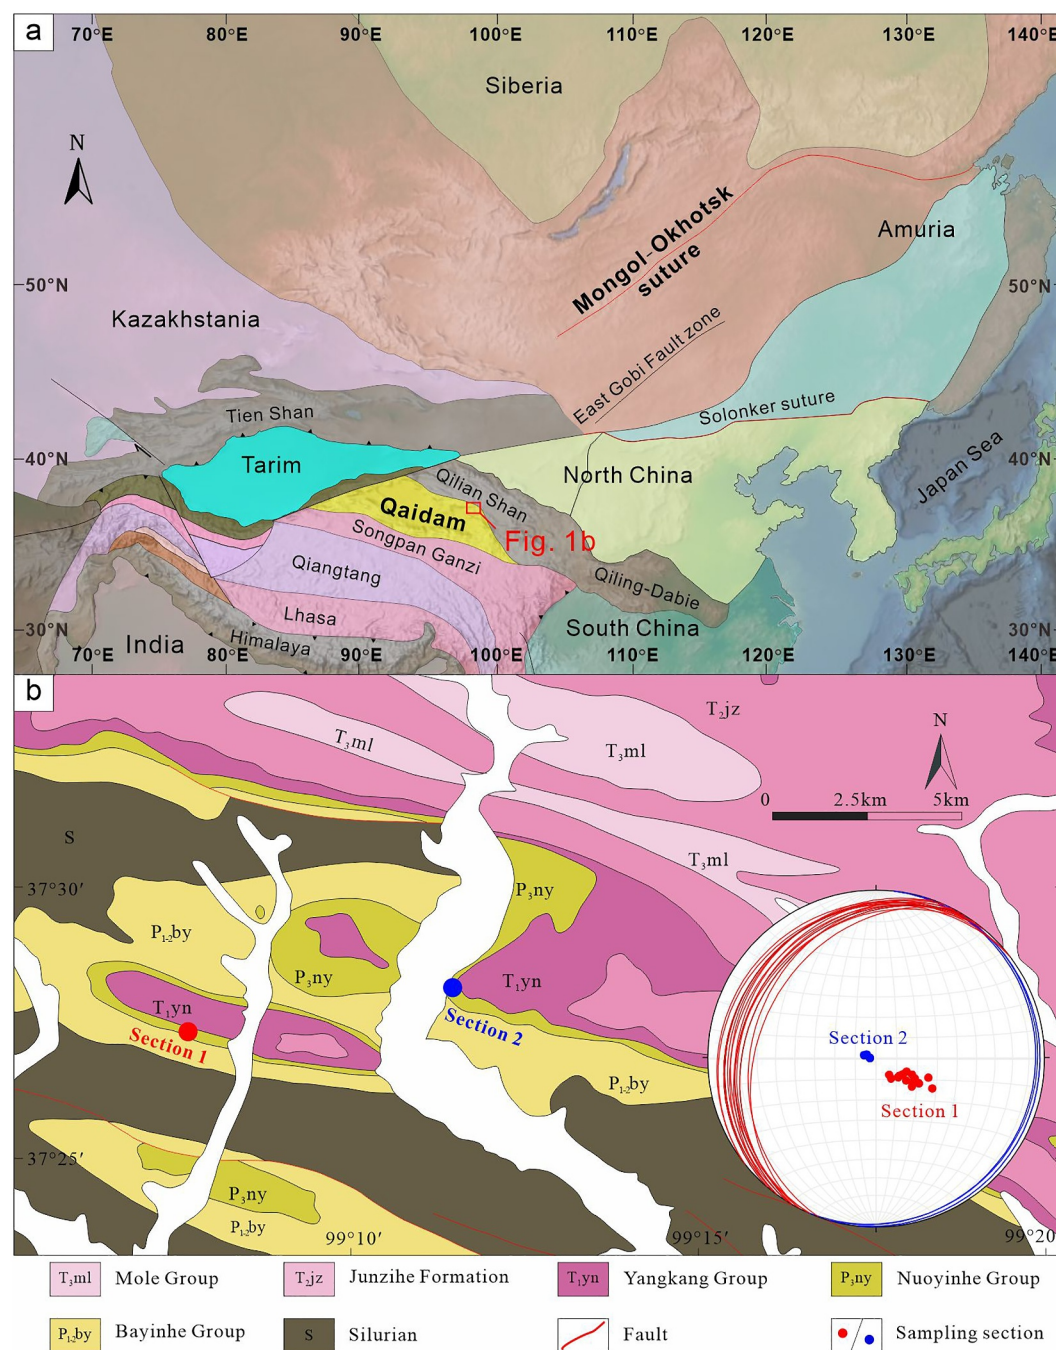 a
70°E 80°E 90°E 100°E 110°E 120°E 130°E 140°E
Siberia
N
Mongol-Okhotsk
suture
Amuria
50°N
50°N
Kazakhstania
East Gobi Fault zone
Solonker suture
Tien Shan
40°N
Tarim
Qilian Shan
North China
40°N
Japan Sea
Qaidam
Fig. 1b
Songpan Ganzi
Qiangtang
Qiling-Dabie
Lhasa
30°N
India
Himalaya
South China
30°N
70°E 80°E 90°E 100°E 110°E 120°E 130°E 140°E
b
T₂jz
T₃ml
T₃ml
N
0 2.5km 5km
S
T₃ml
37°30′
P₃ny
P₁₋₂by
P₃ny
T₁yn
T₁yn
Section 1
Section 2
Section 2
P₁₋₂by
Section 1
37°25′
P₃ny
P₁₋₂by
99°10′ 99°15′ 99°20
T₃ml Mole Group
T₂jz Junzihe Formation
T₁yn Yangkang Group
P₃ny Nuoyinhe Group
P₁₋₂by Bayinhe Group
S Silurian
Fault
Sampling section